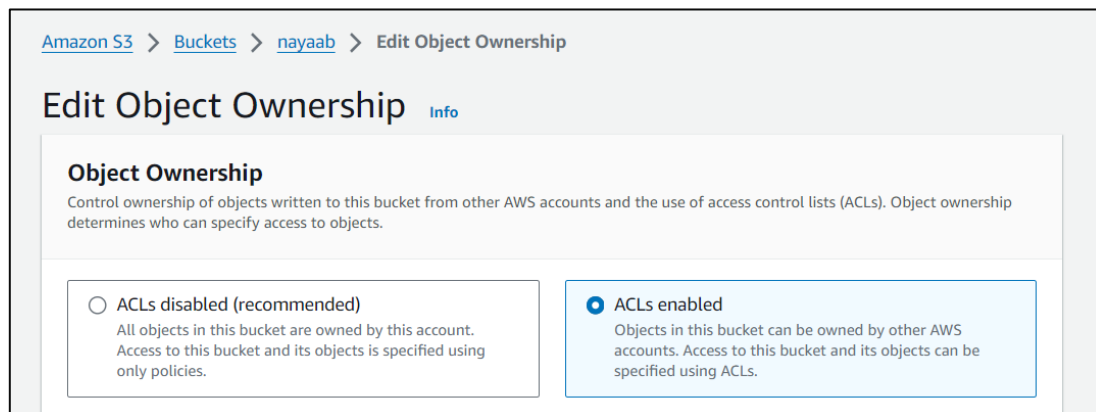 Amazon S3 > Buckets > nayaab > Edit Object Ownership
Edit Object Ownership Info
Object Ownership
Control ownership of objects written to this bucket from other AWS accounts and the use of access control lists (ACLs). Object ownership
determines who can specify access to objects.
ACLs disabled (recommended)
All objects in this bucket are owned by this account.
Access to this bucket and its objects is specified using
only policies.
ACLs enabled
Objects in this bucket can be owned by other AWS
accounts. Access to this bucket and its objects can be
specified using ACLs.